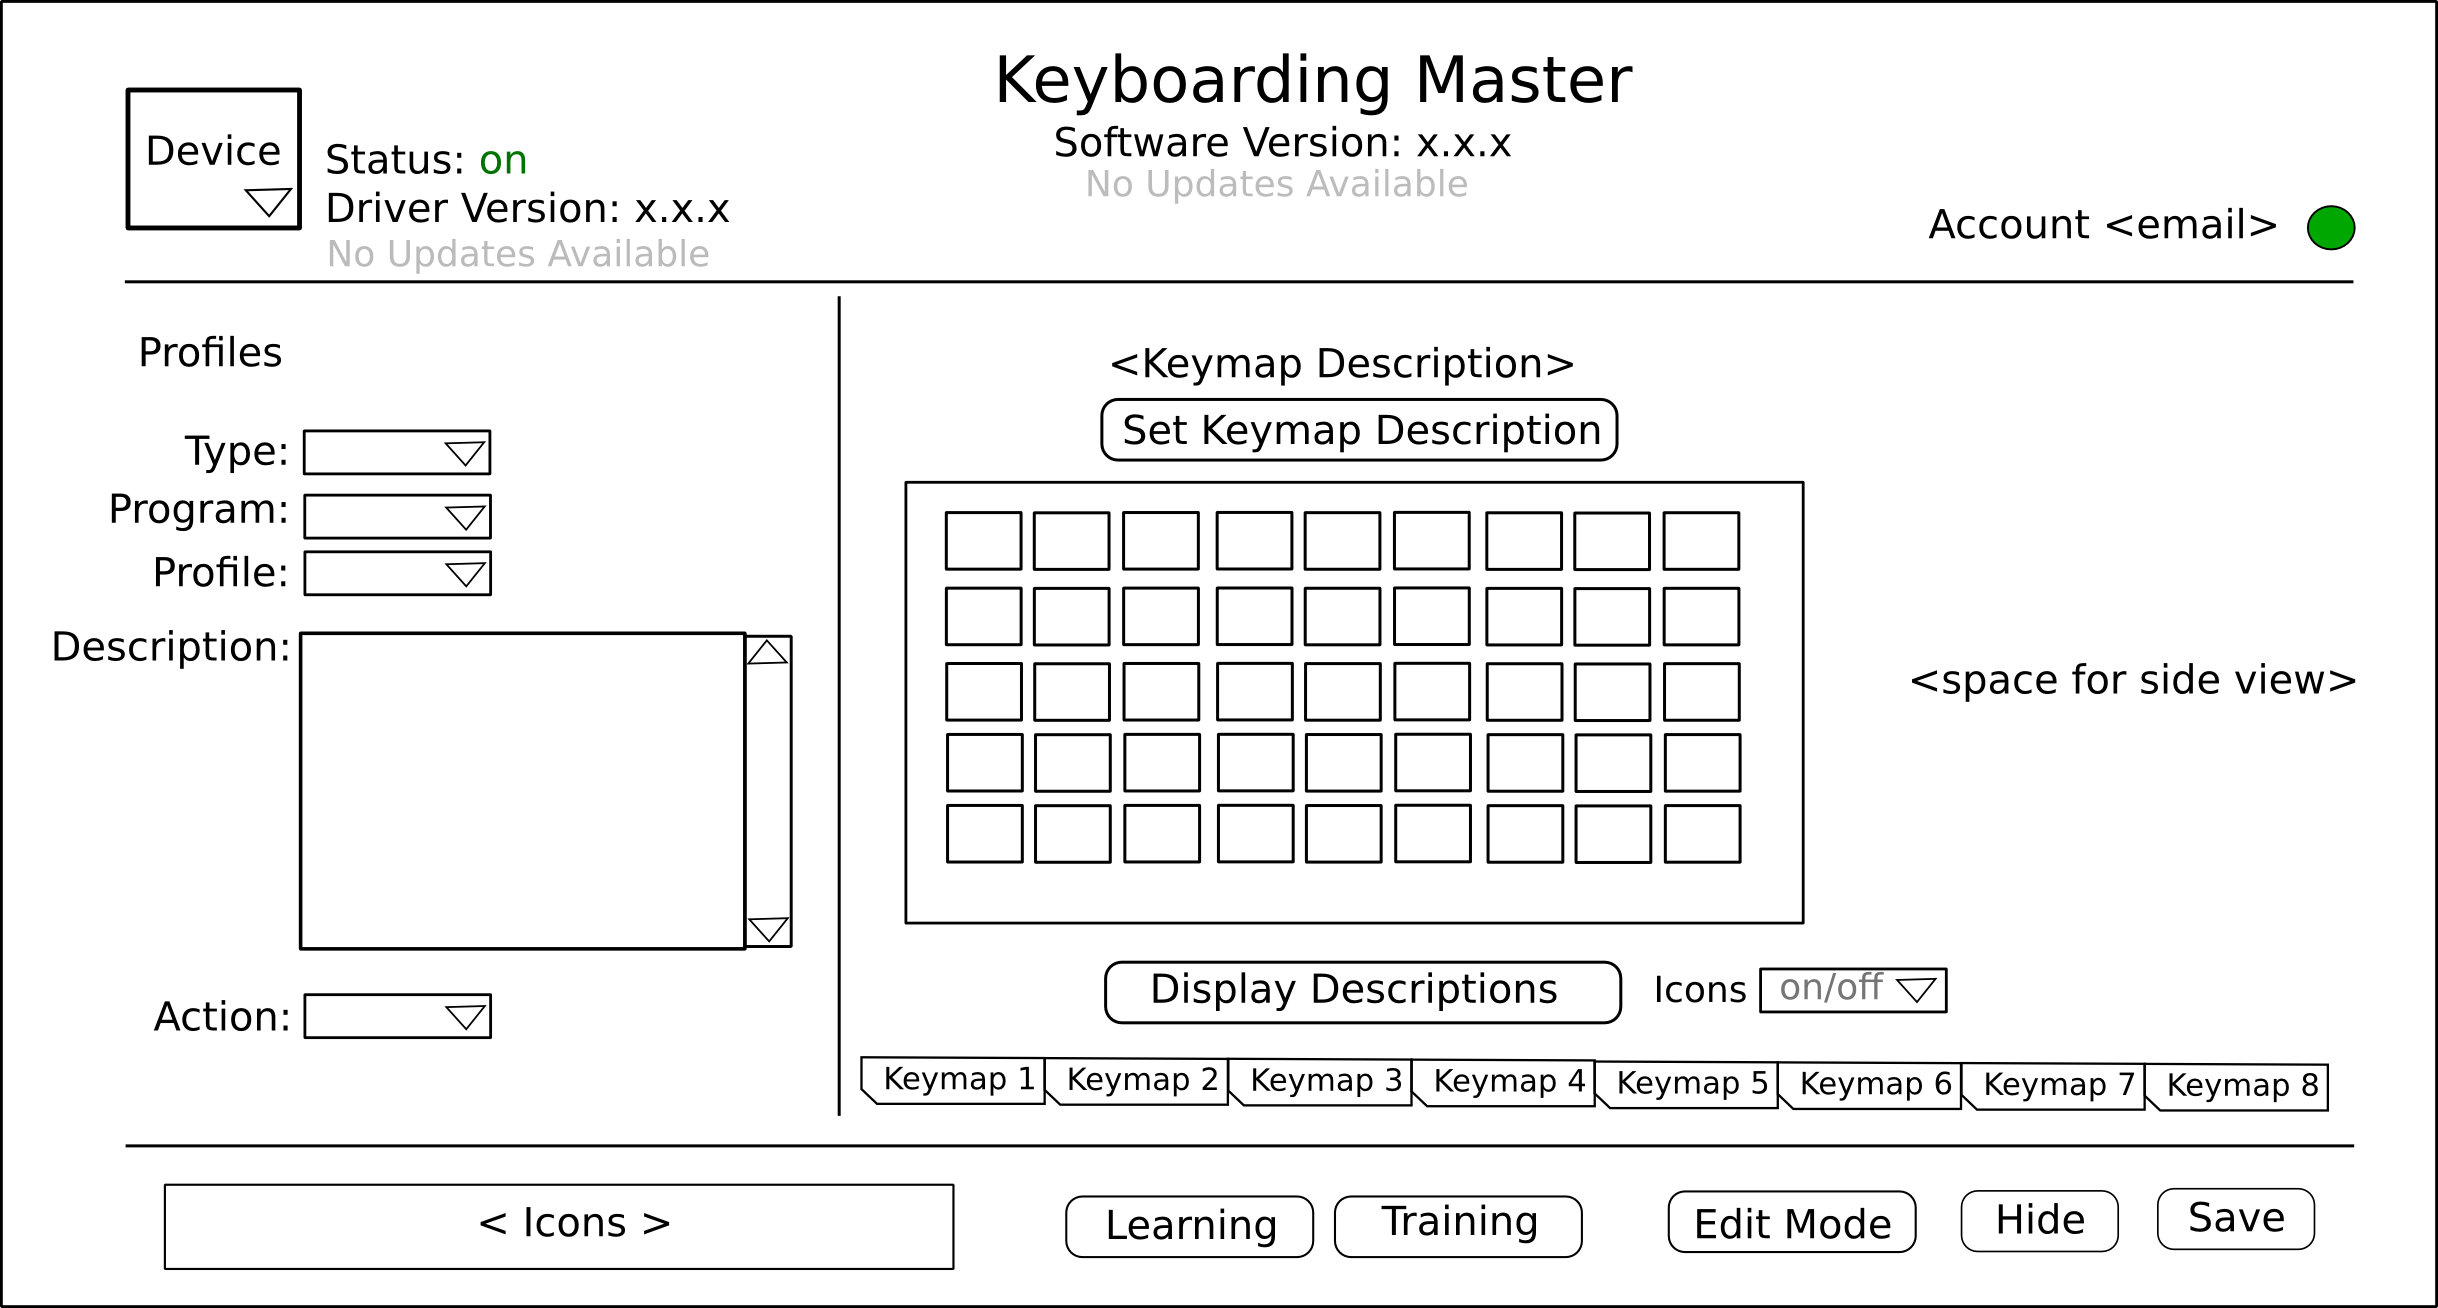 Keyboarding Master
Software Version: x.x.x
No Updates Available
Device
Status: on
Driver Version: x.x.x
No Updates Available
Account <email>
Profiles
Type:
Program:
Profile:
Description:
Action:
<Keymap Description>
Set Keymap Description
<space for side view>
Display Descriptions
Icons
on/off
Keymap 1
Keymap 2
Keymap 3
Keymap 4
Keymap 5
Keymap 6
Keymap 7
Keymap 8
< Icons >
Learning
Training
Edit Mode
Hide
Save